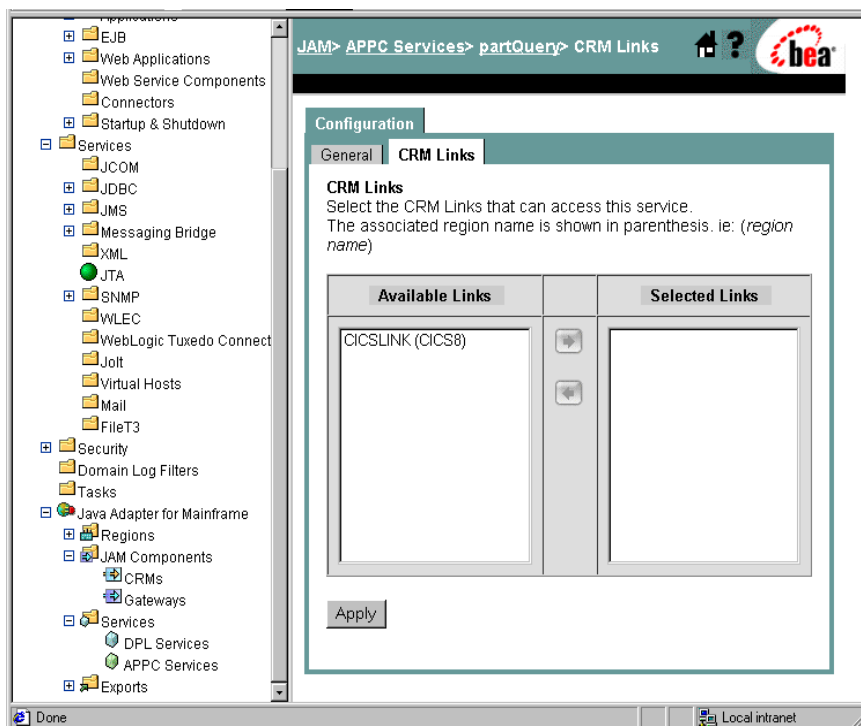 Applications
EJB
Web Applications
Web Service Components
Connectors
Startup & Shutdown
Services
JCOM
JDBC
JMS
Messaging Bridge
XML
JTA
SNMP
WLEC
WebLogic Tuxedo Connect
Jolt
Virtual Hosts
Mail
FileT3
Security
Domain Log Filters
Tasks
Java Adapter for Mainframe
Regions
JAM Components
CRMs
Gateways
Services
DPL Services
APPC Services
Exports
JAM> APPC Services> partQuery> CRM Links
?
bea
Configuration
General
CRM Links
CRM Links
Select the CRM Links that can access this service.
The associated region name is shown in parenthesis. ie: (region
name)
Available Links
Selected Links
CICSLINK (CICS8)
Apply
Done
Local intranet